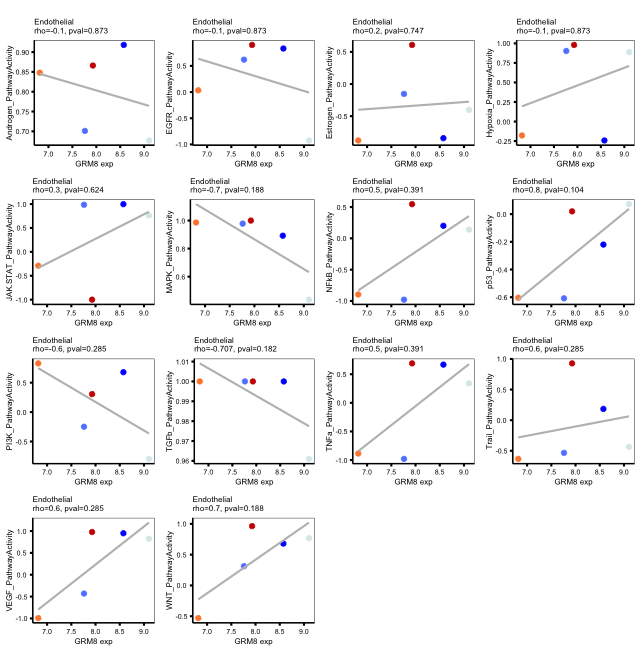 Endothelial
rho=-0.1, pval=0.873
Androgen_PathwayActivity
0.90
0.85
0.80
0.75
0.70
7.0 7.5 8.0 8.5 9.0
GRM8 exp
Endothelial
rho=-0.1, pval=0.873
EGFR_PathwayActivity
0.5
0.0
-0.5
-1.0
7.0 7.5 8.0 8.5 9.0
GRM8 exp
Endothelial
rho=0.2, pval=0.747
Estrogen_PathwayActivity
0.5
0.0
-0.5
7.0 7.5 8.0 8.5 9.0
GRM8 exp
Endothelial
rho=-0.1, pval=0.873
Hypoxia_PathwayActivity
1.00
0.75
0.50
0.25
0.00
-0.25
7.0 7.5 8.0 8.5 9.0
GRM8 exp
Endothelial
rho=0.3, pval=0.624
JAK-STAT_PathwayActivity
1.0
0.5
0.0
-0.5
-1.0
7.0 7.5 8.0 8.5 9.0
GRM8 exp
Endothelial
rho=-0.7, pval=0.188
MAPK_PathwayActivity
1.0
0.8
0.6
7.0 7.5 8.0 8.5 9.0
GRM8 exp
Endothelial
rho=0.5, pval=0.391
NFkB_PathwayActivity
0.5
0.0
-0.5
-1.0
7.0 7.5 8.0 8.5 9.0
GRM8 exp
Endothelial
rho=0.8, pval=0.104
p53_PathwayActivity
0.0
-0.2
-0.4
-0.6
7.0 7.5 8.0 8.5 9.0
GRM8 exp
Endothelial
rho=-0.6, pval=0.285
PI3K_PathwayActivity
0.5
0.0
-0.5
7.0 7.5 8.0 8.5 9.0
GRM8 exp
Endothelial
rho=-0.707, pval=0.182
TGFb_PathwayActivity
1.01
1.00
0.99
0.98
0.97
0.96
7.0 7.5 8.0 8.5 9.0
GRM8 exp
Endothelial
rho=0.5, pval=0.391
TNFa_PathwayActivity
0.5
0.0
-0.5
-1.0
7.0 7.5 8.0 8.5 9.0
GRM8 exp
Endothelial
rho=0.6, pval=0.285
Trail_PathwayActivity
1.0
0.5
0.0
-0.5
7.0 7.5 8.0 8.5 9.0
GRM8 exp
Endothelial
rho=0.6, pval=0.285
VEGF_PathwayActivity
1.0
0.5
0.0
-0.5
-1.0
7.0 7.5 8.0 8.5 9.0
GRM8 exp
Endothelial
rho=0.7, pval=0.188
WNT_PathwayActivity
1.0
0.5
0.0
-0.5
7.0 7.5 8.0 8.5 9.0
GRM8 exp